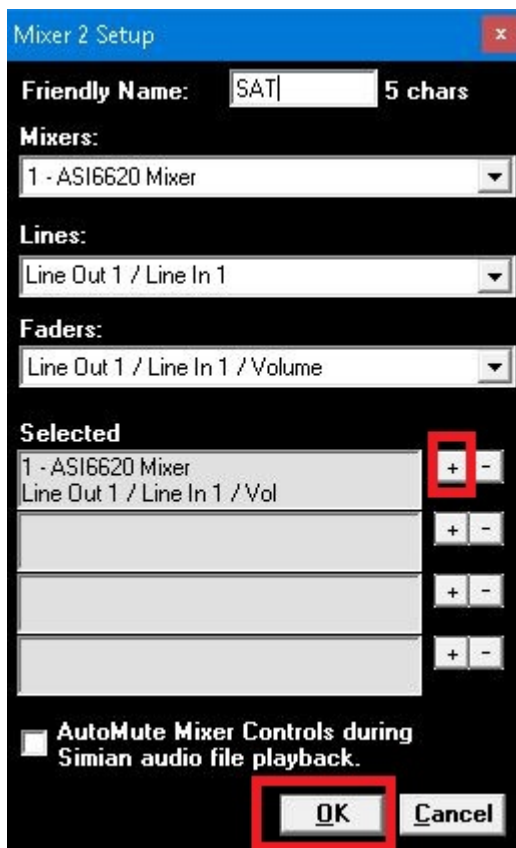 Mixer 2 Setup x
Friendly Name: SAT 5 chars
Mixers:
1 - ASI6620 Mixer
Lines:
Line Out 1 / Line In 1
Faders:
Line Out 1 / Line In 1 / Volume
Selected
1 - ASI6620 Mixer + -
Line Out 1 / Line In 1 / Vol
+ -
+ -
+ -
AutoMute Mixer Controls during
Simian audio file playback.
OK Cancel